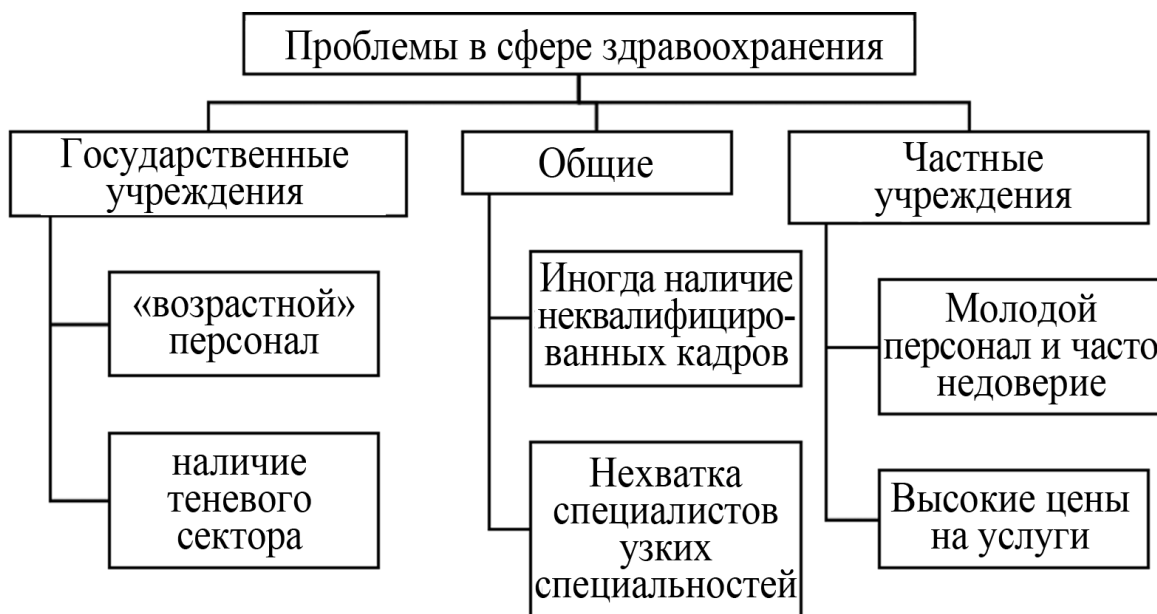 Проблемы в сфере здравоохранения
Государственные
учреждения
Общие
Частные
учреждения
«возрастной»
персонал
Иногда наличие
неквалифициро-
ванных кадров
Молодой
персонал и часто
недоверие
наличие
теневого
сектора
Нехватка
специалистов
узких
специальностей
Высокие цены
на услуги